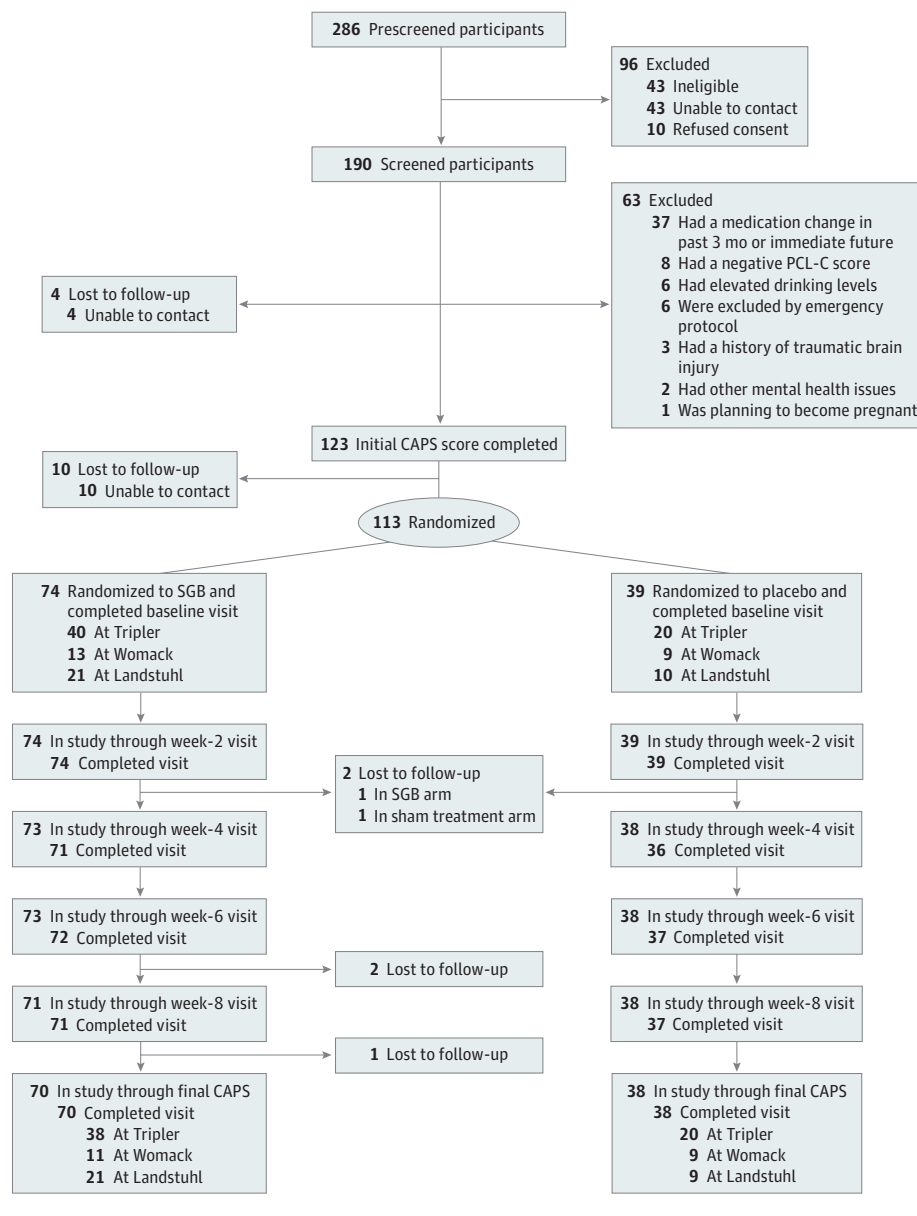 286 Prescreened participants
96 Excluded
43 Ineligible
43 Unable to contact
10 Refused consent
190 Screened participants
63 Excluded
37 Had a medication change in
past 3 mo or immediate future
8 Had a negative PCL-C score
6 Had elevated drinking levels
6 Were excluded by emergency
protocol
3 Had a history of traumatic brain
injury
2 Had other mental health issues
1 Was planning to become pregnant
4 Lost to follow-up
4 Unable to contact
123 Initial CAPS score completed
10 Lost to follow-up
10 Unable to contact
113 Randomized
74 Randomized to SGB and
completed baseline visit
40 At Tripler
13 At Womack
21 At Landstuhl
39 Randomized to placebo and
completed baseline visit
20 At Tripler
9 At Womack
10 At Landstuhl
74 In study through week-2 visit
74 Completed visit
39 In study through week-2 visit
39 Completed visit
2 Lost to follow-up
1 In SGB arm
1 In sham treatment arm
73 In study through week-4 visit
71 Completed visit
38 In study through week-4 visit
36 Completed visit
73 In study through week-6 visit
72 Completed visit
38 In study through week-6 visit
37 Completed visit
2 Lost to follow-up
71 In study through week-8 visit
71 Completed visit
38 In study through week-8 visit
37 Completed visit
1 Lost to follow-up
70 In study through final CAPS
70 Completed visit
38 At Tripler
11 At Womack
21 At Landstuhl
38 In study through final CAPS
38 Completed visit
20 At Tripler
9 At Womack
9 At Landstuhl